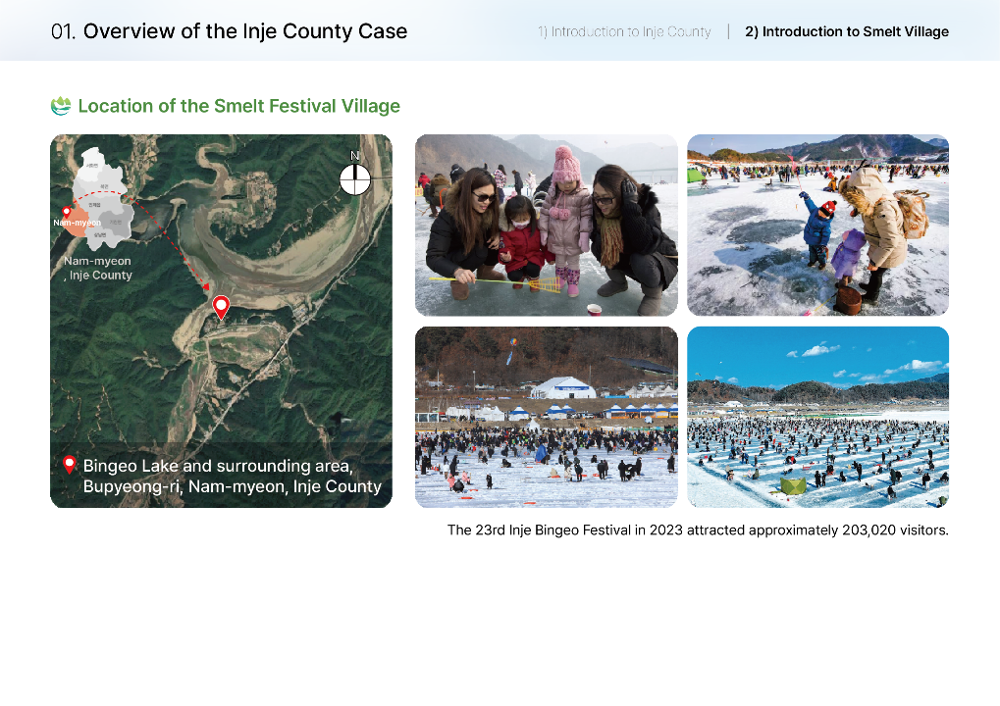 01. Overview of the Inje County Case
1) Introduction to Inje County | 2) Introduction to Smelt Village
Location of the Smelt Festival Village
N
Nam-myeon
Nam-myeon
, Inje County
Bingeo Lake and surrounding area,
Bupyeong-ri, Nam-myeon, Inje County
The 23rd Inje Bingeo Festival in 2023 attracted approximately 203,020 visitors.